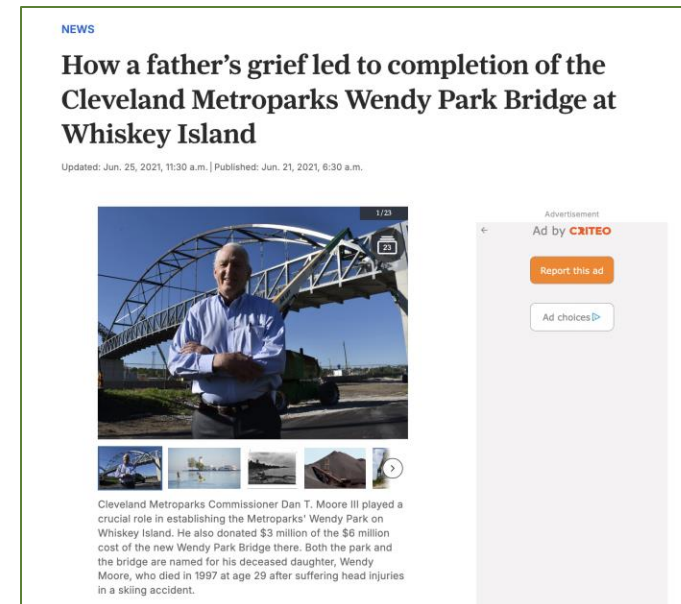 NEWS
How a father’s grief led to completion of the
Cleveland Metroparks Wendy Park Bridge at
Whiskey Island
Updated: Jun. 25, 2021, 11:30 a.m. | Published: Jun. 21, 2021, 6:30 a.m.
1/23
23
Cleveland Metroparks Commissioner Dan T. Moore III played a
crucial role in establishing the Metroparks' Wendy Park on
Whiskey Island. He also donated $3 million of the $6 million
cost of the new Wendy Park Bridge there. Both the park and
the bridge are named for his deceased daughter, Wendy
Moore, who died in 1997 at age 29 after suffering head injuries
in a skiing accident.
Advertisement
Ad by CRITEO
Report this ad
Ad choices